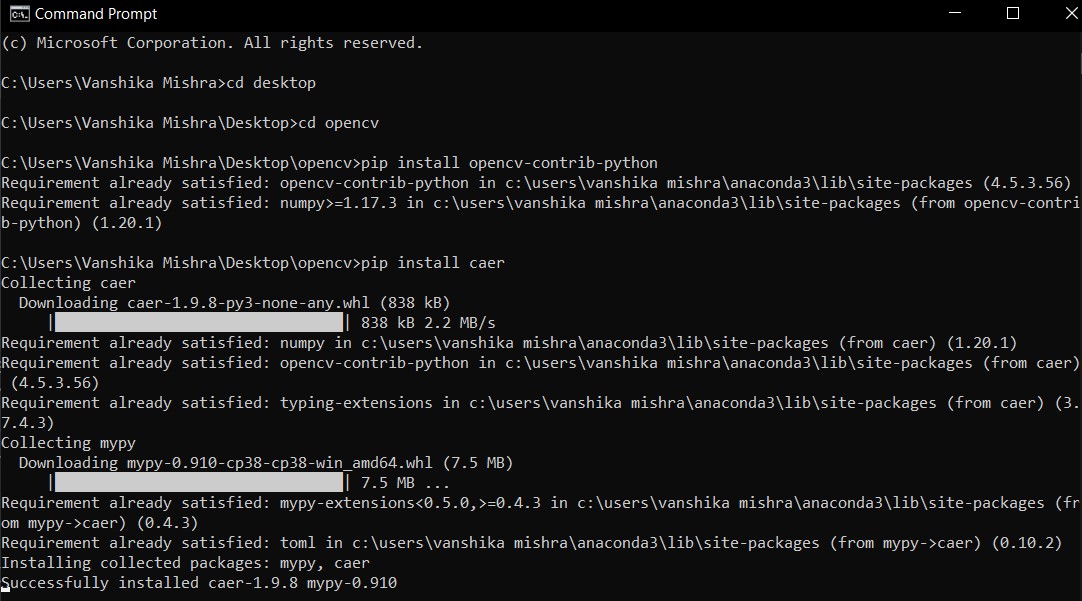 Command Prompt
(c) Microsoft Corporation. All rights reserved.
C:\Users\Vanshika Mishra>cd desktop
C:\Users\Vanshika Mishra\Desktop>cd opencv
C:\Users\Vanshika Mishra\Desktop\opencv>pip install opencv-contrib-python
Requirement already satisfied: opencv-contrib-python in c:\users\vanshika mishra\anaconda3\lib\site-packages (4.5.3.56)
Requirement already satisfied: numpy>=1.17.3 in c:\users\vanshika mishra\anaconda3\lib\site-packages (from opencv-contri
b-python) (1.20.1)
C:\Users\Vanshika Mishra\Desktop\opencv>pip install caer
Collecting caer
  Downloading caer-1.9.8-py3-none-any.whl (838 kB)
| | 838 kB 2.2 MB/s
Requirement already satisfied: numpy in c:\users\vanshika mishra\anaconda3\lib\site-packages (from caer) (1.20.1)
Requirement already satisfied: opencv-contrib-python in c:\users\vanshika mishra\anaconda3\lib\site-packages (from caer)
 (4.5.3.56)
Requirement already satisfied: typing-extensions in c:\users\vanshika mishra\anaconda3\lib\site-packages (from caer) (3.
7.4.3)
Collecting mypy
  Downloading mypy-0.910-cp38-cp38-win_amd64.whl (7.5 MB)
| | 7.5 MB ...
Requirement already satisfied: mypy-extensions<0.5.0,>=0.4.3 in c:\users\vanshika mishra\anaconda3\lib\site-packages (fr
om mypy->caer) (0.4.3)
Requirement already satisfied: toml in c:\users\vanshika mishra\anaconda3\lib\site-packages (from mypy->caer) (0.10.2)
Installing collected packages: mypy, caer
Successfully installed caer-1.9.8 mypy-0.910